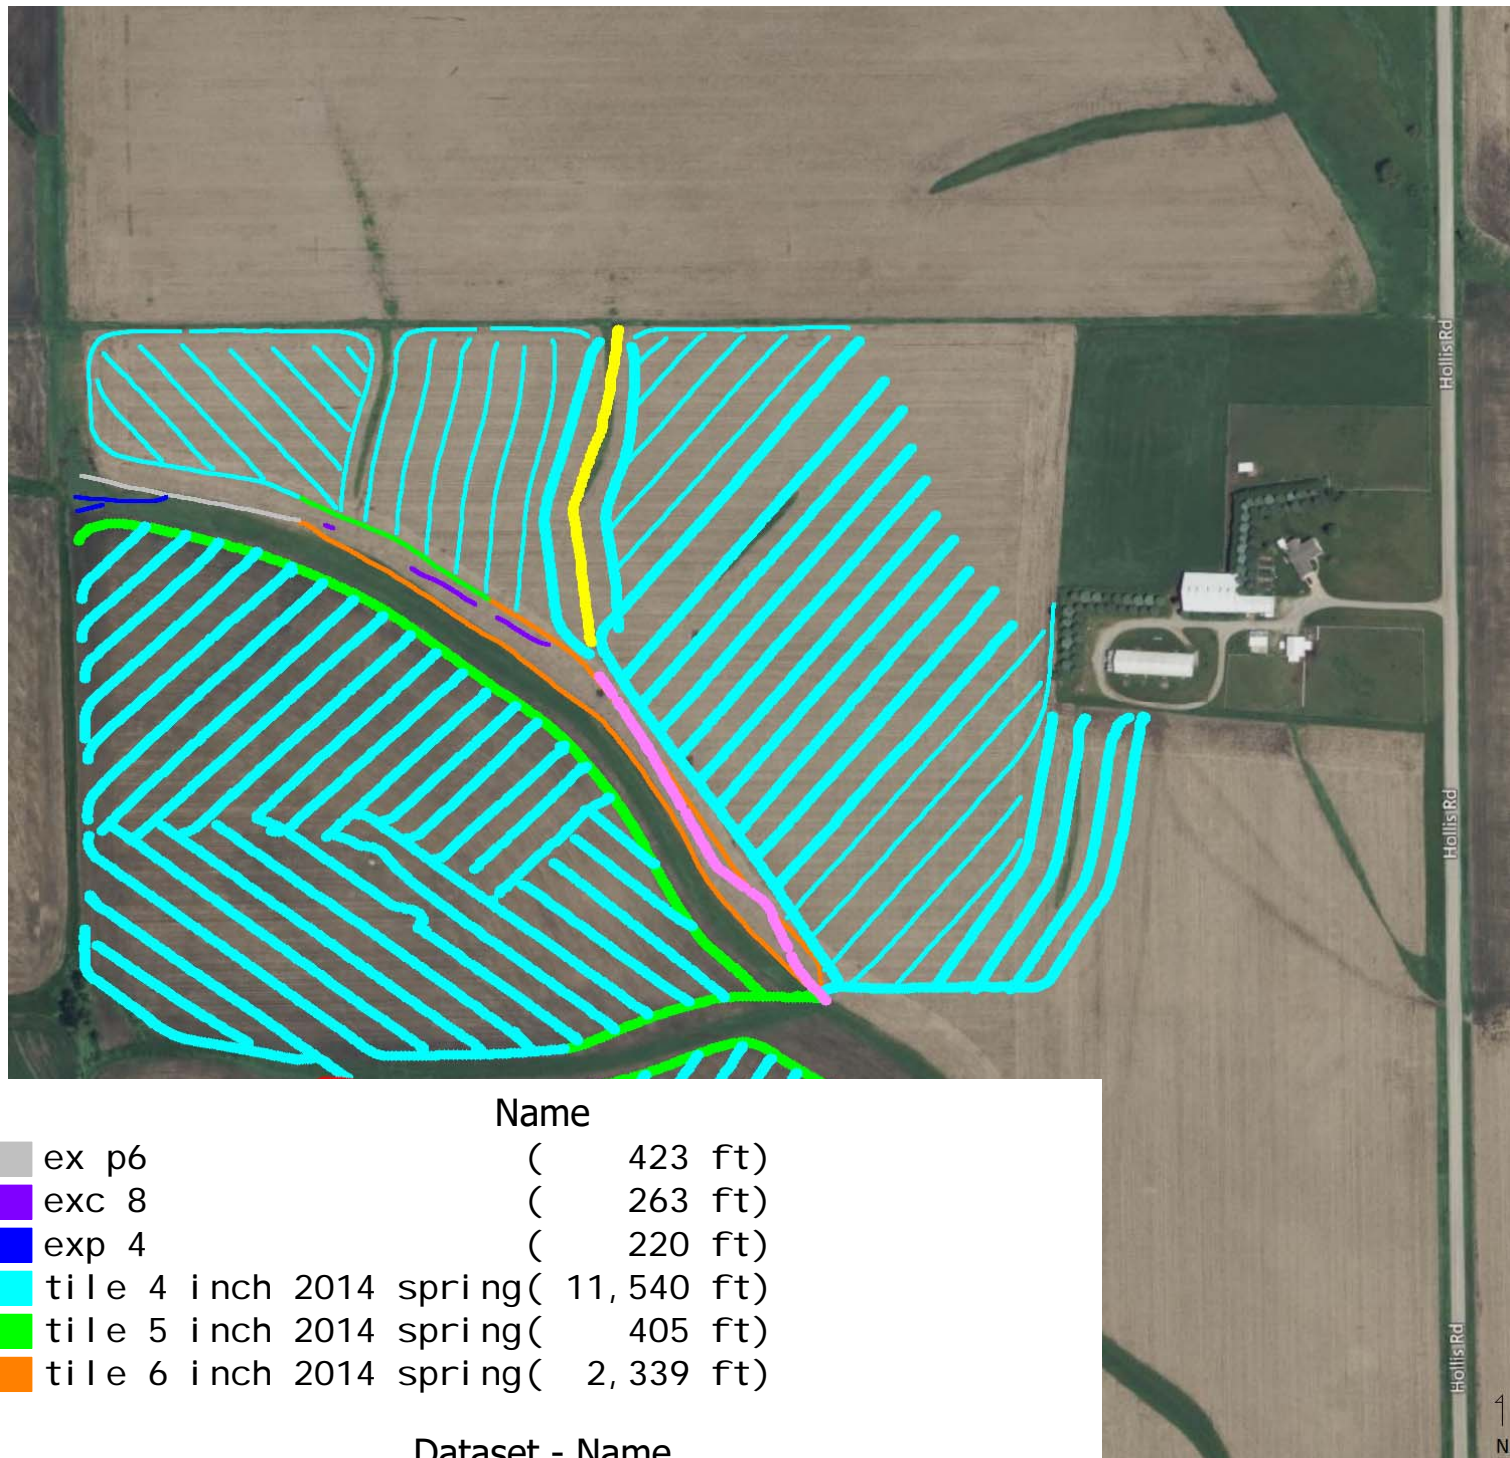 Hollis Rd
Hollis Rd
Hollis Rd
Name
ex p6 ( 423 ft)
exc 8 ( 263 ft)
exp 4 ( 220 ft)
tile 4 inch 2014 spring( 11,540 ft)
tile 5 inch 2014 spring( 405 ft)
tile 6 inch 2014 spring( 2,339 ft)
Dataset - Name
N